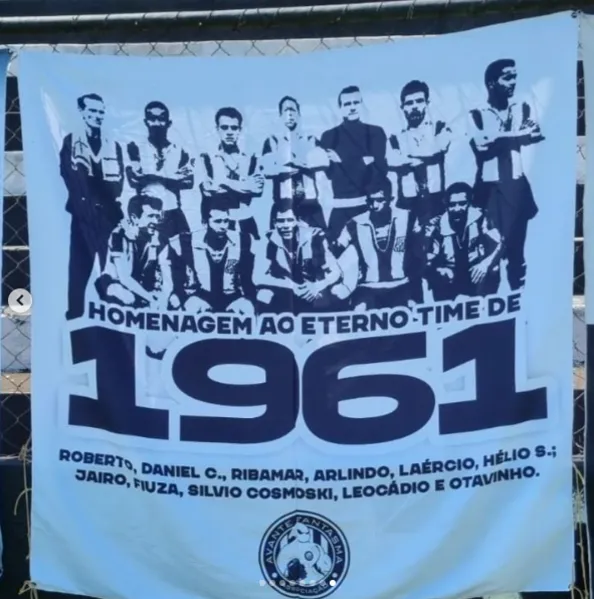 HOMENAGEM AO ETERNO TIME DE
1961
ROBERTO, DANIEL C., RIBAMAR, ARLINDO, LAÉRCIO, HÉLIO S.;
JAIRO, FIUZA, SILVIO COSMOSKI, LEOCÁDIO E OTAVINHO.
AVANTE FANTASMA
ASSOCIAÇÃO